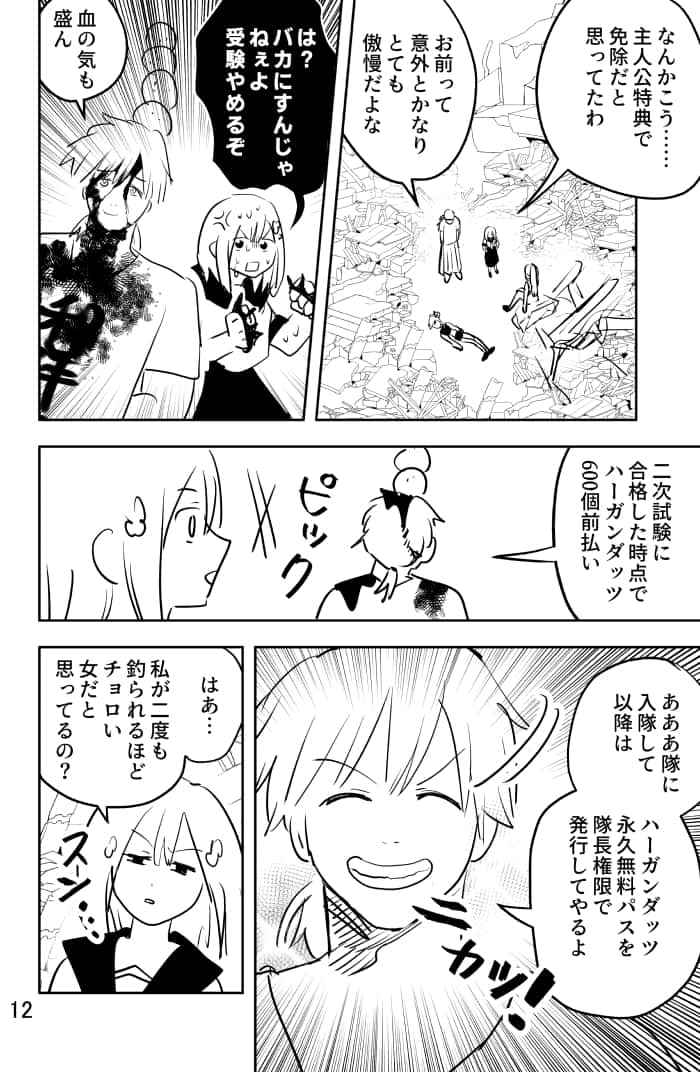 なんかこう……
主人公特典で
免除だと
思ってたわ
お前って
意外とかなり
とても
傲慢だよな
は？
バカにすんじゃ
ねぇよ
受験やめるぞ
血の気も
盛ん
二次試験に
合格した時点で
ハーゲンダッツ
600個前払い
ピクッ
あああ隊に
入隊して
以降は
ハーゲンダッツ
永久無料パスを
隊長権限で
発行してやるよ
カッ！
はぁ…
私が二度も
釣られるほど
チョロい
女だと
思ってるの？
スーン…
12